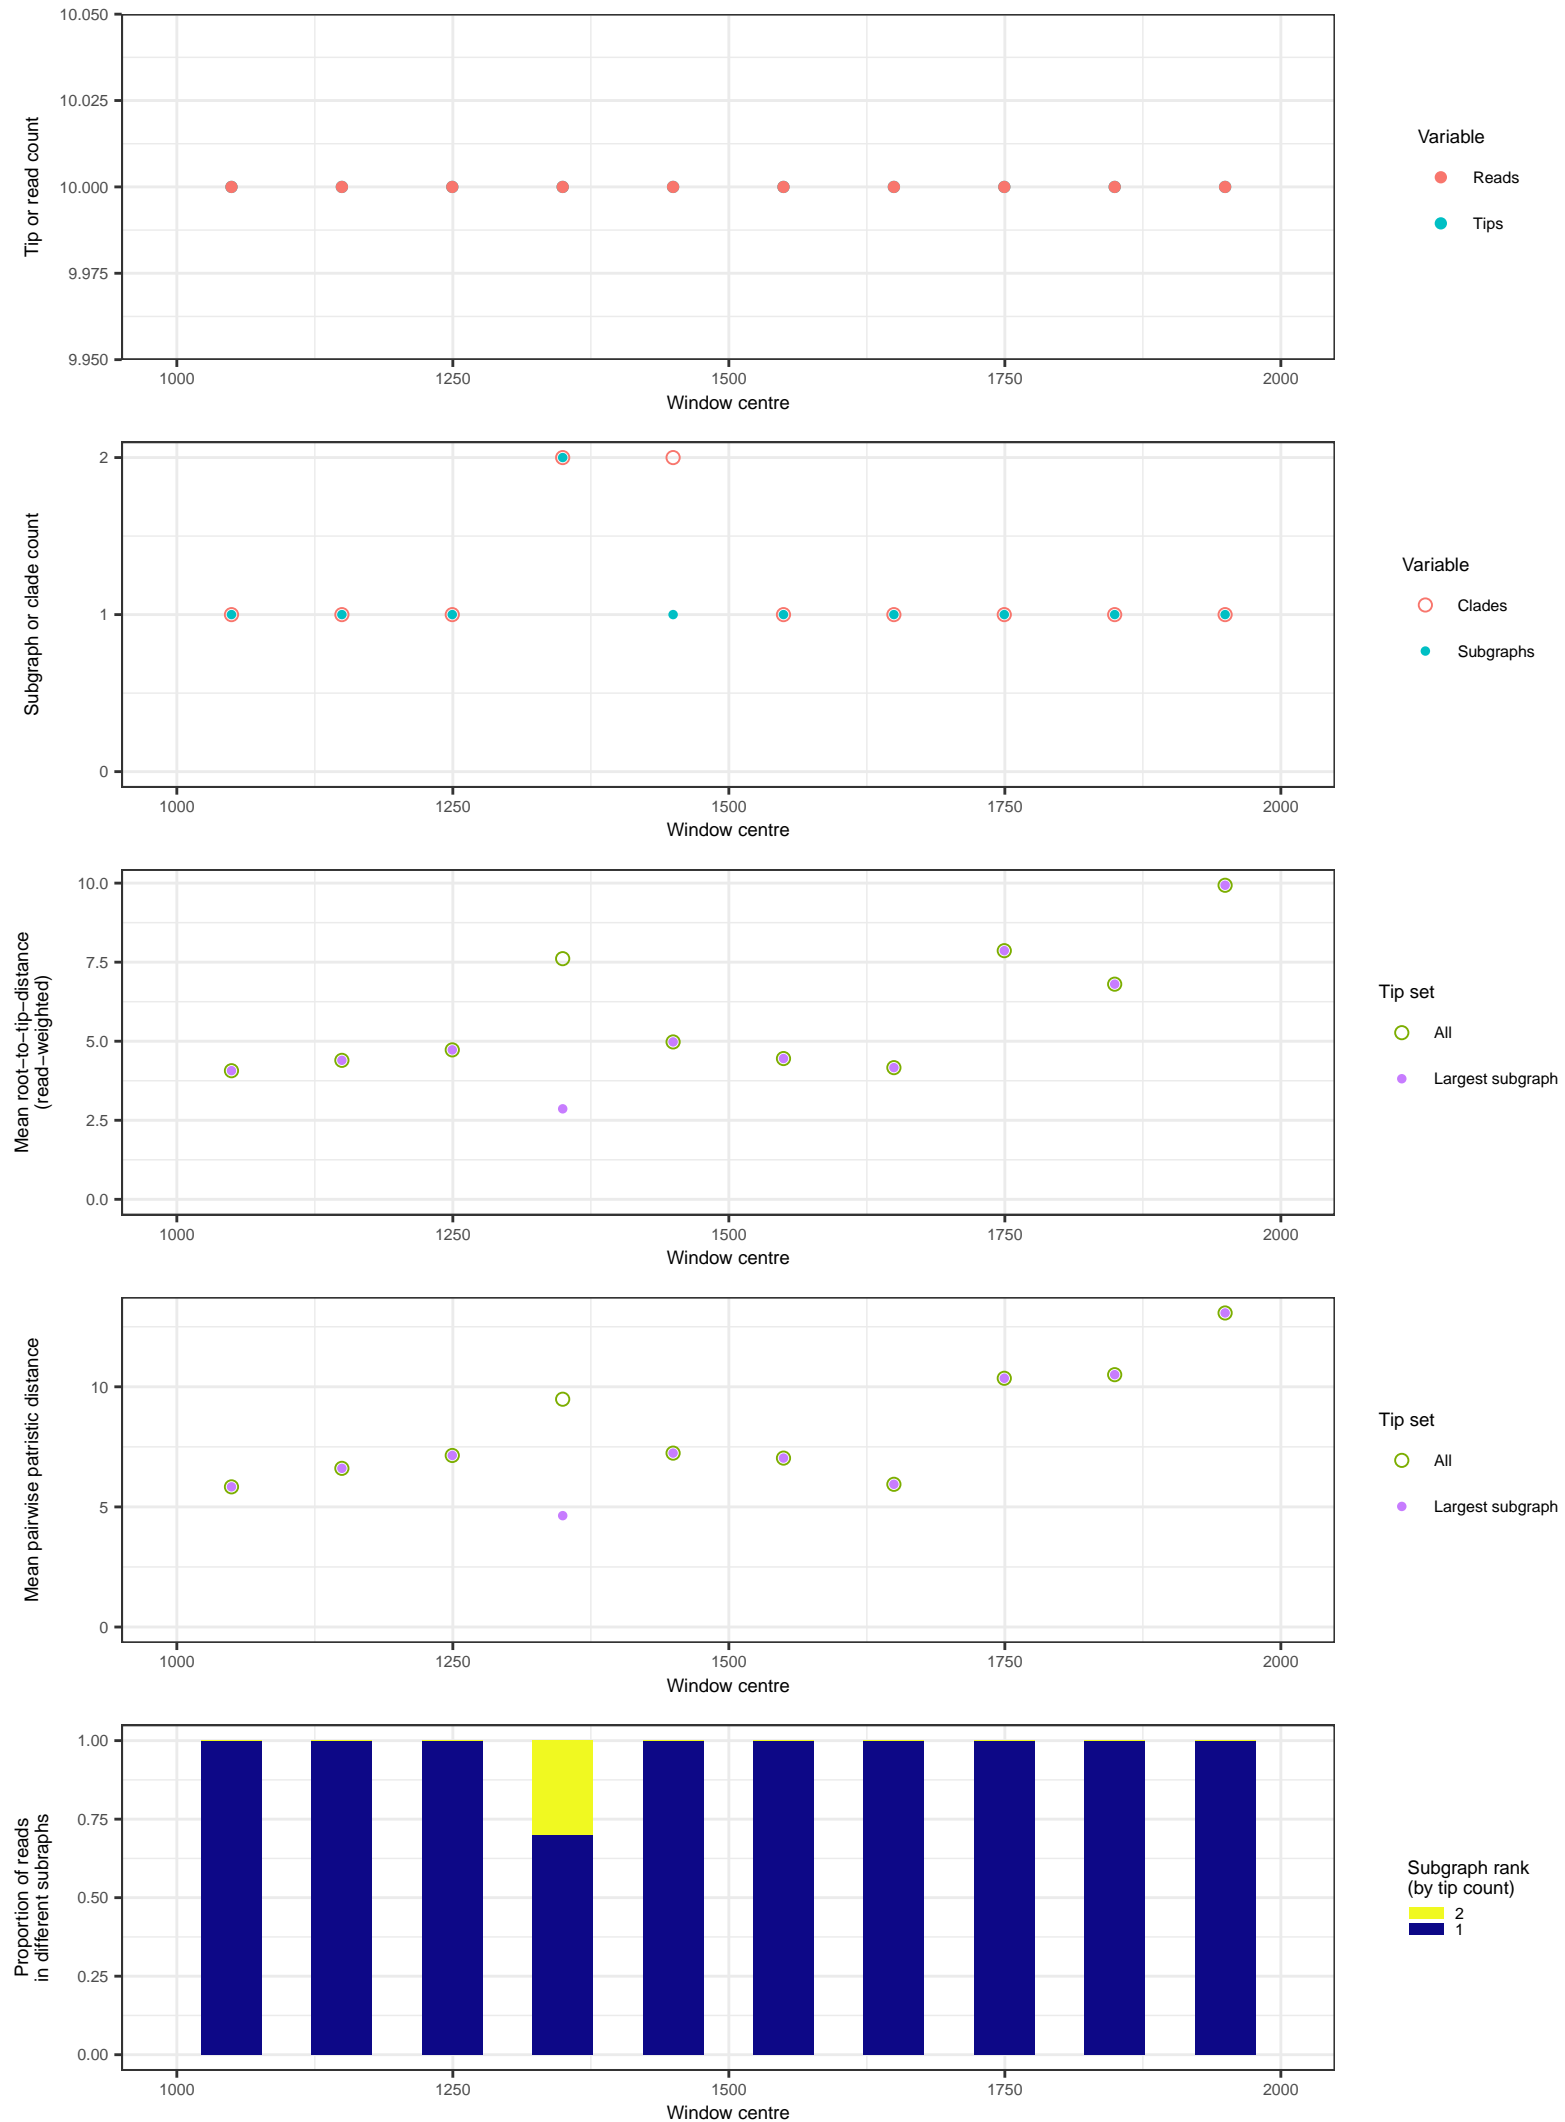 10.050
10.025
10.000
9.975
9.950
Tip or read count
1000 1250 1500 1750 2000
Window centre
Variable
Reads
Tips
2
1
0
Subgraph or clade count
1000 1250 1500 1750 2000
Window centre
Variable
Clades
Subgraphs
10.0
7.5
5.0
2.5
0.0
Mean root−to−tip−distance
(read−weighted)
1000 1250 1500 1750 2000
Window centre
Tip set
All
Largest subgraph
10
5
0
Mean pairwise patristic distance
1000 1250 1500 1750 2000
Window centre
Tip set
All
Largest subgraph
1.00
0.75
0.50
0.25
0.00
Proportion of reads
in different subraphs
1000 1250 1500 1750 2000
Window centre
Subgraph rank
(by tip count)
2
1